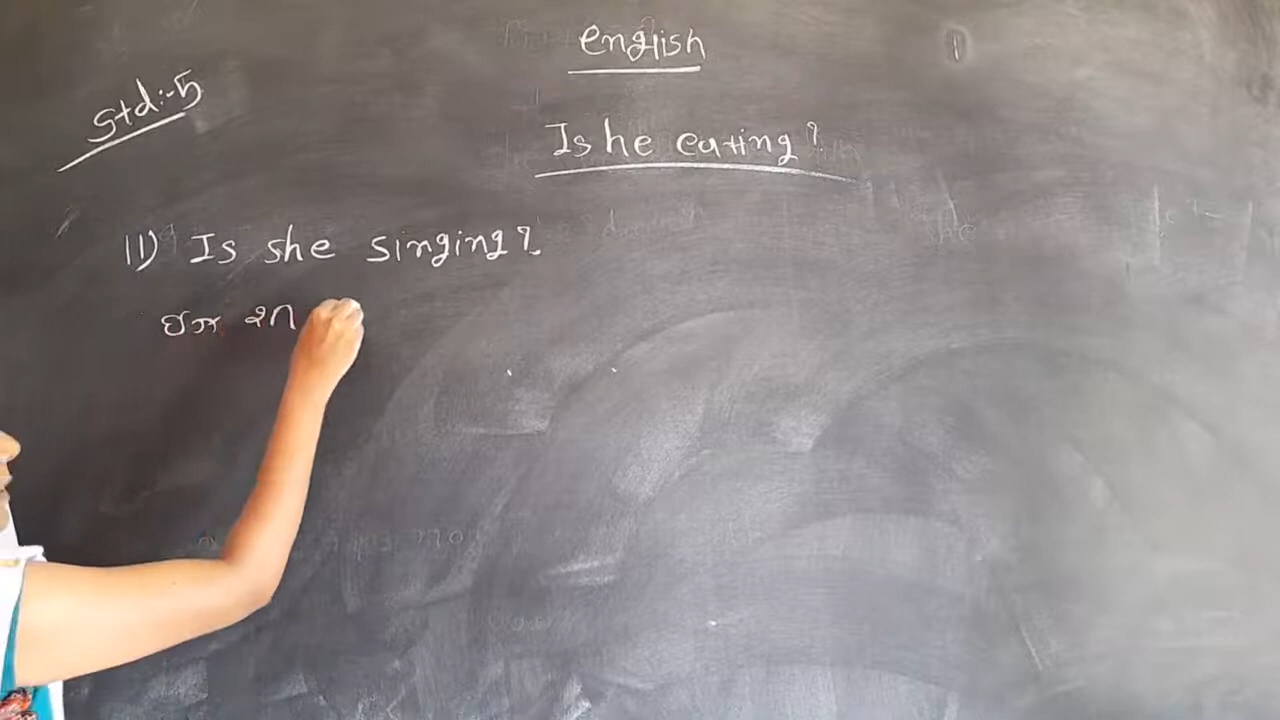 English
Std:-5
Is he eating?
11) Is she singing?